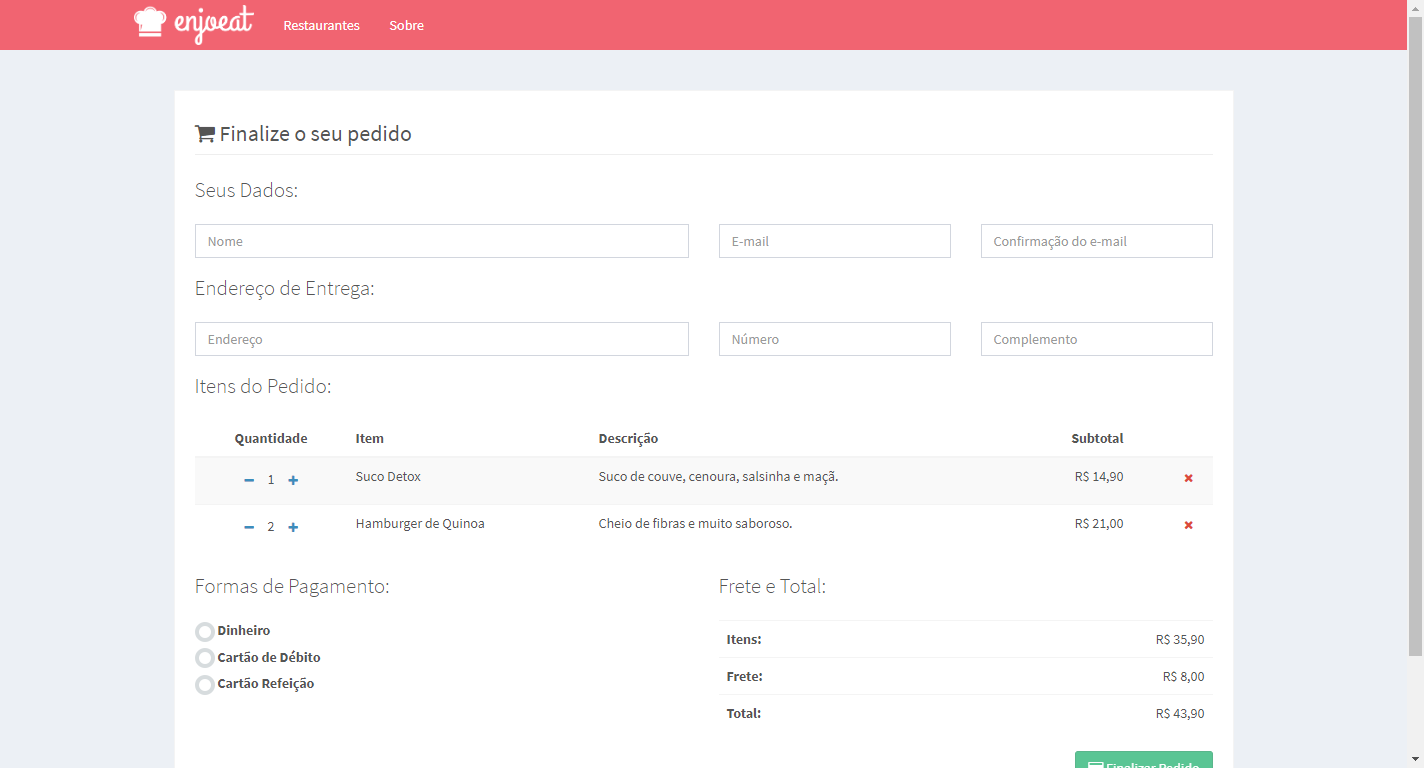 enjoeat Restaurantes Sobre
Finalize o seu pedido
Seus Dados:
Nome E-mail Confirmação do e-mail
Endereço de Entrega:
Endereço Número Complemento
Itens do Pedido:
Quantidade Item Descrição Subtotal
1 Suco Detox Suco de couve, cenoura, salsinha e maçã. R$ 14,90
2 Hamburger de Quinoa Cheio de fibras e muito saboroso. R$ 21,00
Formas de Pagamento:
Dinheiro
Cartão de Débito
Cartão Refeição
Frete e Total:
Itens: R$ 35,90
Frete: R$ 8,00
Total: R$ 43,90
Finalizar Pedido